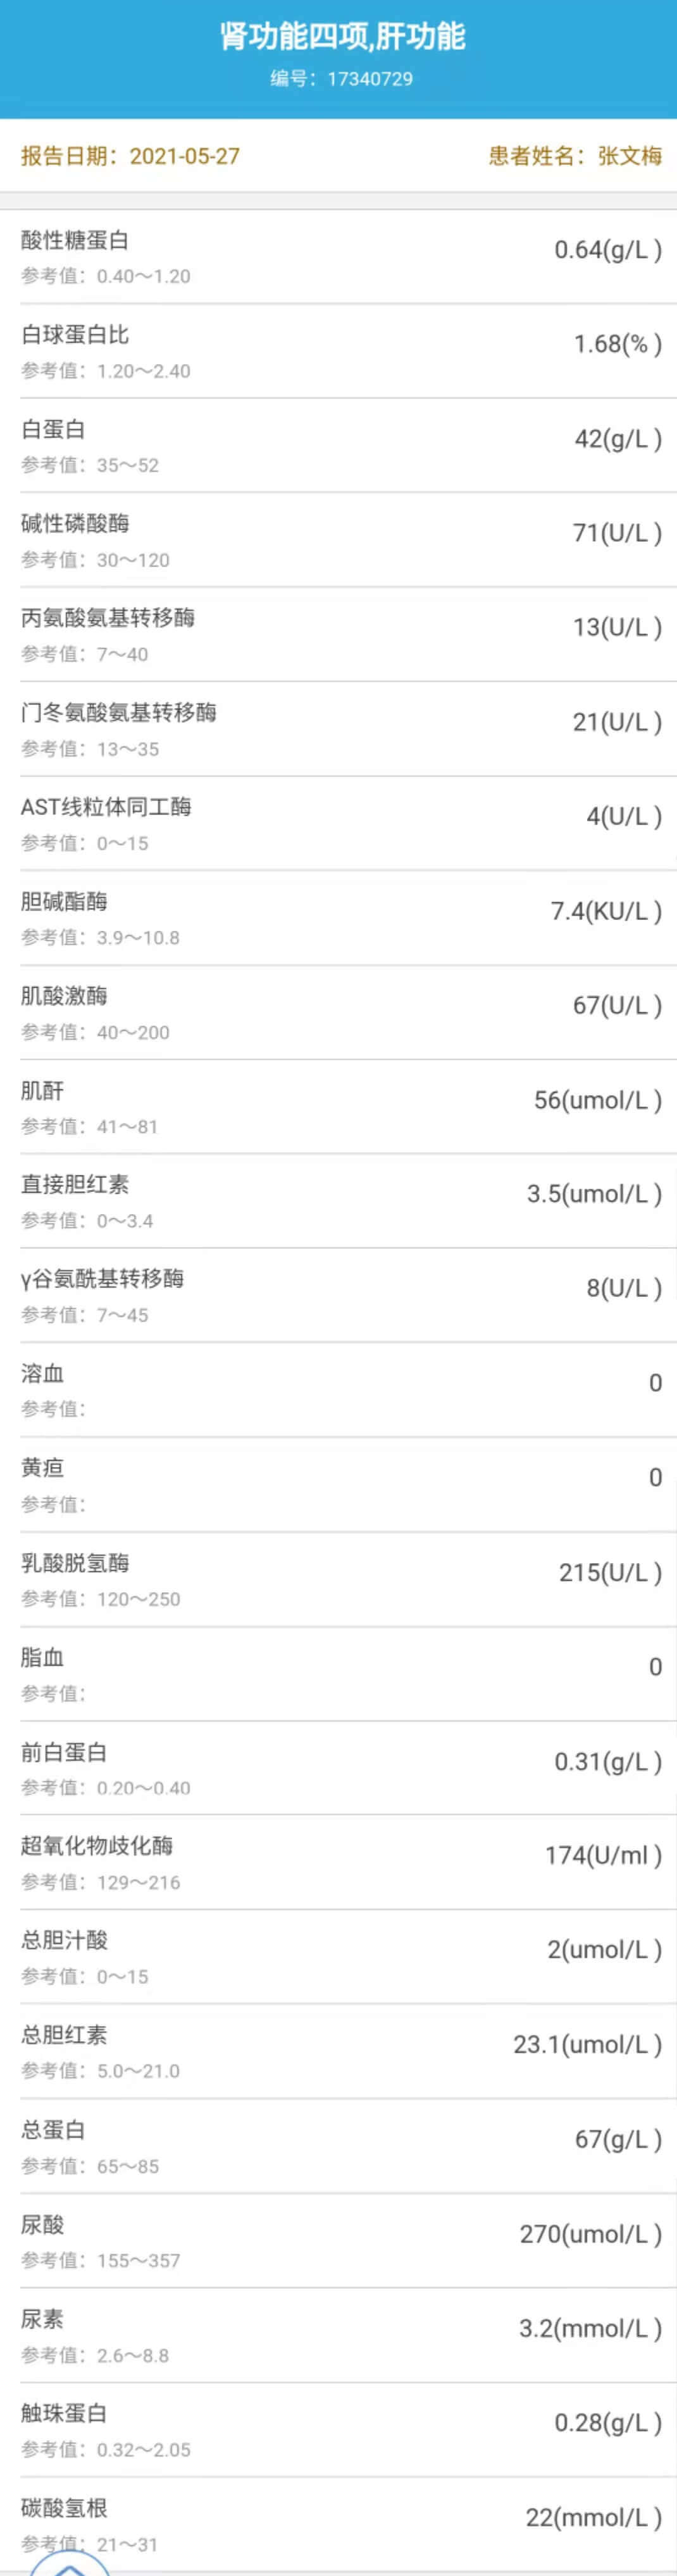 肾功能四项,肝功能
编号：17340729
报告日期：2021-05-27 患者姓名：张文梅
酸性糖蛋白 0.64(g/L )
参考值：0.40～1.20
白球蛋白比 1.68(% )
参考值：1.20～2.40
白蛋白 42(g/L )
参考值：35～52
碱性磷酸酶 71(U/L )
参考值：30～120
丙氨酸氨基转移酶 13(U/L )
参考值：7～40
门冬氨酸氨基转移酶 21(U/L )
参考值：13～35
AST线粒体同工酶 4(U/L )
参考值：0～15
胆碱酯酶 7.4(KU/L )
参考值：3.9～10.8
肌酸激酶 67(U/L )
参考值：40～200
肌酐 56(umol/L )
参考值：41～81
直接胆红素 3.5(umol/L )
参考值：0～3.4
γ谷氨酰基转移酶 8(U/L )
参考值：7～45
溶血 0
参考值：
黄疸 0
参考值：
乳酸脱氢酶 215(U/L )
参考值：120～250
脂血 0
参考值：
前白蛋白 0.31(g/L )
参考值：0.20～0.40
超氧化物歧化酶 174(U/ml )
参考值：129～216
总胆汁酸 2(umol/L )
参考值：0～15
总胆红素 23.1(umol/L )
参考值：5.0～21.0
总蛋白 67(g/L )
参考值：65～85
尿酸 270(umol/L )
参考值：155～357
尿素 3.2(mmol/L )
参考值：2.6～8.8
触珠蛋白 0.28(g/L )
参考值：0.32～2.05
碳酸氢根 22(mmol/L )
参考值：21～31